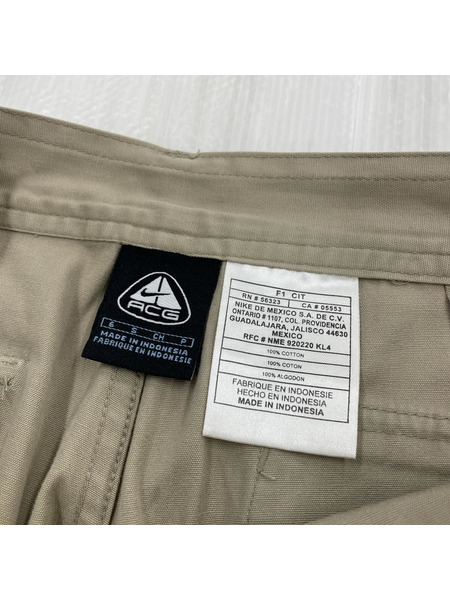 ACG
6 S CH P
MADE IN INDONESIA
FABRIQUE EN INDONESIE
F1 CIT
RN # 56323 CA # 05553
NIKE DE MEXICO S.A. DE C.V.
ONTARIO # 1107, COL. PROVIDENCIA
GUADALAJARA, JALISCO 44630
MEXICO
RFC # NME 920220 KL4
100% COTTON
100% COTON
100% ALGODON
FABRIQUE EN INDONESIE
HECHO EN INDONESIA
MADE IN INDONESIA